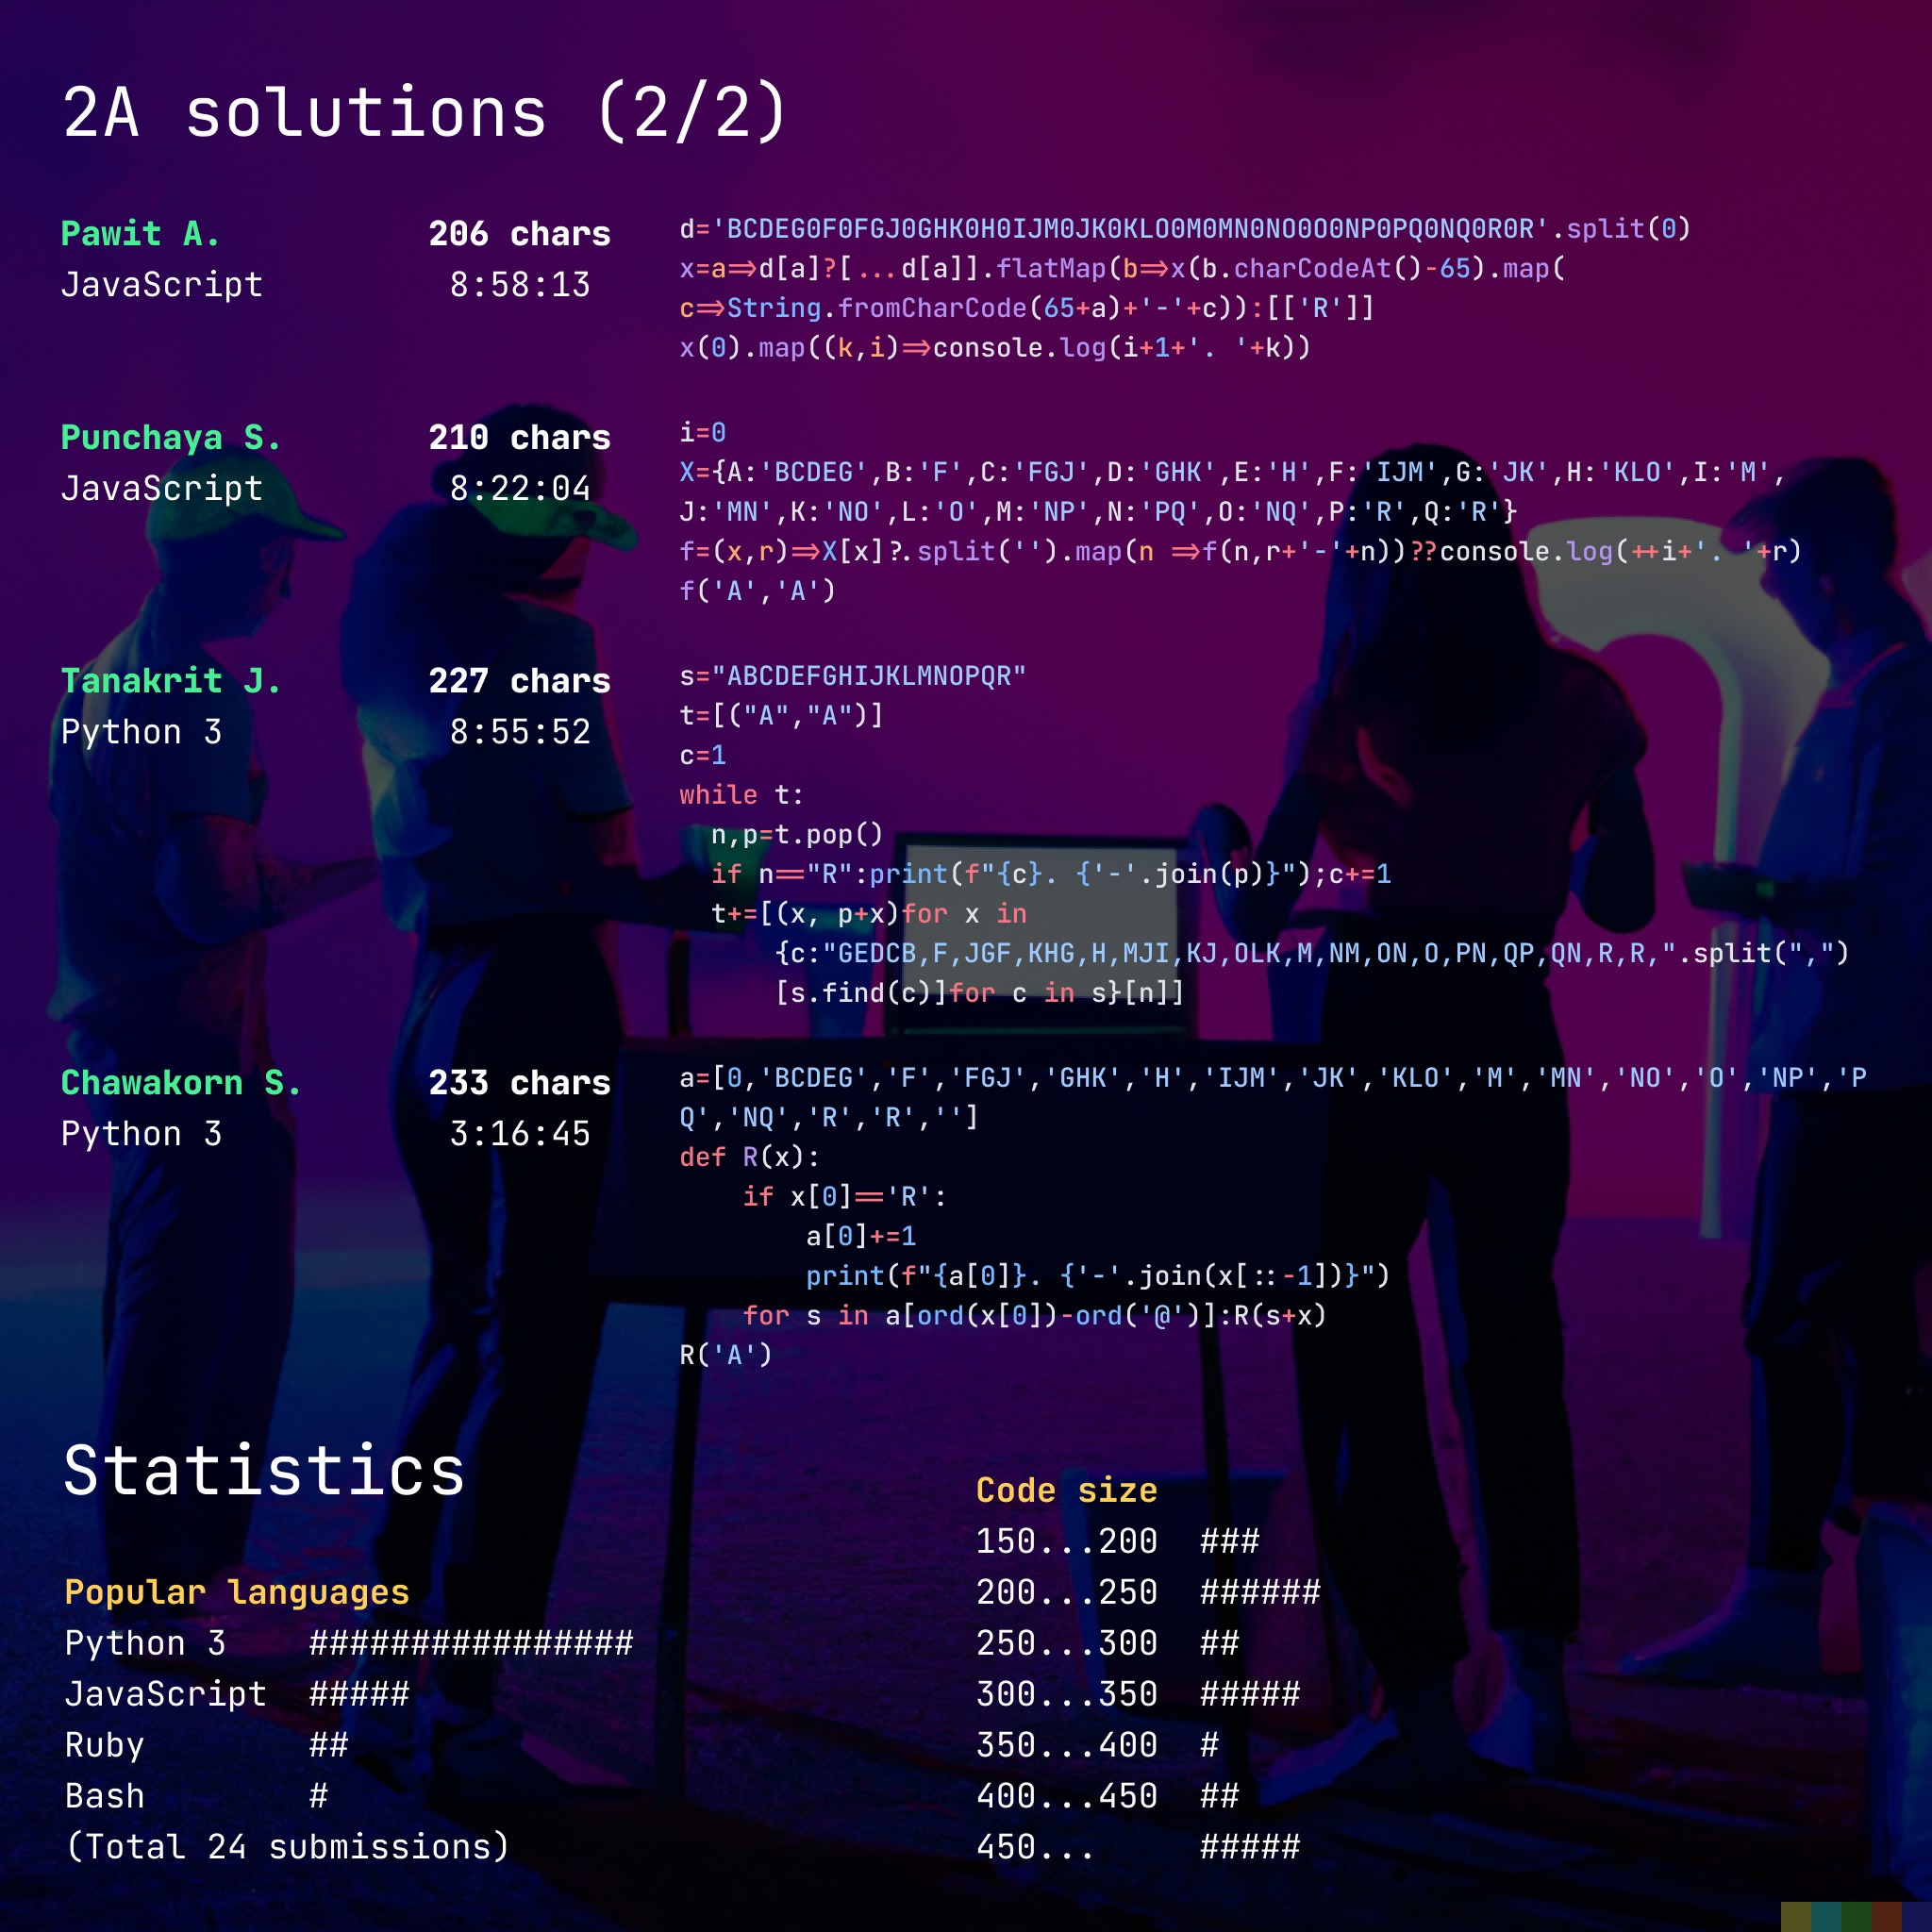 2A solutions (2/2)
Pawit A. 206 chars
JavaScript 8:58:13
d='BCDEG0F0FGJ0GHK0H0IJM0JK0KLO0M0MN0NO0O0NP0PQ0NQ0R0R'.split(0)
x=a=>d[a]?[...d[a]].flatMap(b=>x(b.charCodeAt()-65).map(
c=>String.fromCharCode(65+a)+'-'+c)):[['R']]
x(0).map((k,i)=>console.log(i+1+'. '+k))
Punchaya S. 210 chars
JavaScript 8:22:04
i=0
X={A:'BCDEG',B:'F',C:'FGJ',D:'GHK',E:'H',F:'IJM',G:'JK',H:'KLO',I:'M',
J:'MN',K:'NO',L:'O',M:'NP',N:'PQ',O:'NQ',P:'R',Q:'R'}
f=(x,r)=>X[x]?.split('').map(n =>f(n,r+'-'+n))??console.log(++i+'. '+r)
f('A','A')
Tanakrit J. 227 chars
Python 3 8:55:52
s="ABCDEFGHIJKLMNOPQR"
t=[("A","A")]
c=1
while t:
  n,p=t.pop()
  if n=="R":print(f"{c}. {'-'.join(p)}");c+=1
  t+=[(x, p+x)for x in
      {c:"GEDCB,F,JGF,KHG,H,MJI,KJ,OLK,M,NM,ON,O,PN,QP,QN,R,R,".split(",")
      [s.find(c)]for c in s}[n]]
Chawakorn S. 233 chars
Python 3 3:16:45
a=[0,'BCDEG','F','FGJ','GHK','H','IJM','JK','KLO','M','MN','NO','O','NP','P
Q','NQ','R','R','']
def R(x):
    if x[0]=='R':
        a[0]+=1
        print(f"{a[0]}. {'-'.join(x[::-1])}")
    for s in a[ord(x[0])-ord('@')]:R(s+x)
R('A')
Statistics
Popular languages
Python 3 ################
JavaScript #####
Ruby ##
Bash #
(Total 24 submissions)
Code size
150...200 ###
200...250 ######
250...300 ##
300...350 #####
350...400 #
400...450 ##
450... #####